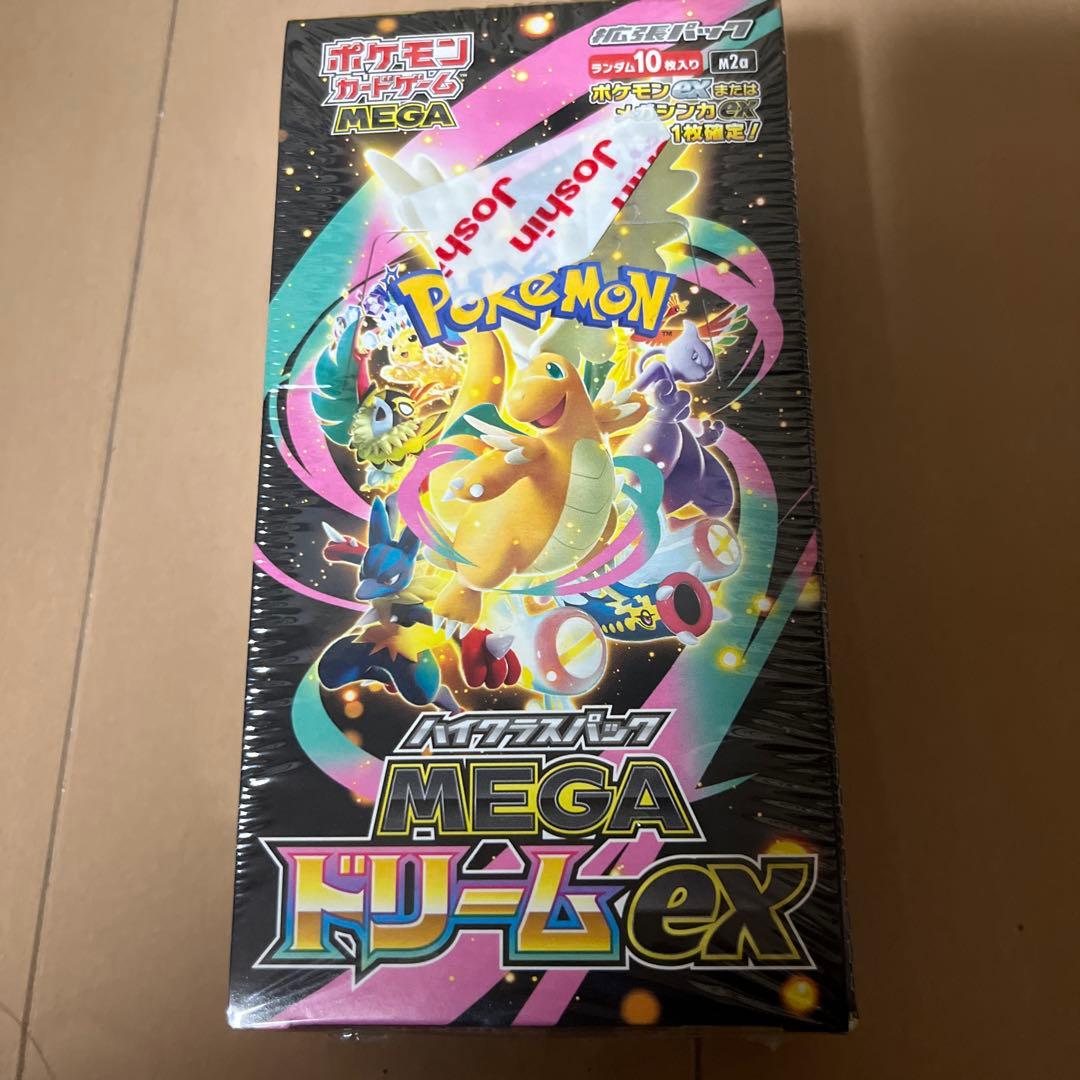 ポケモン
カードゲーム
MEGA
拡張パック
ランダム10枚入り M2a
ポケモンexまたは
メガシンカex
1枚確定!
Joshin
Joshin
POKÉMON
ハイクラスパック
MEGA
ドリームex